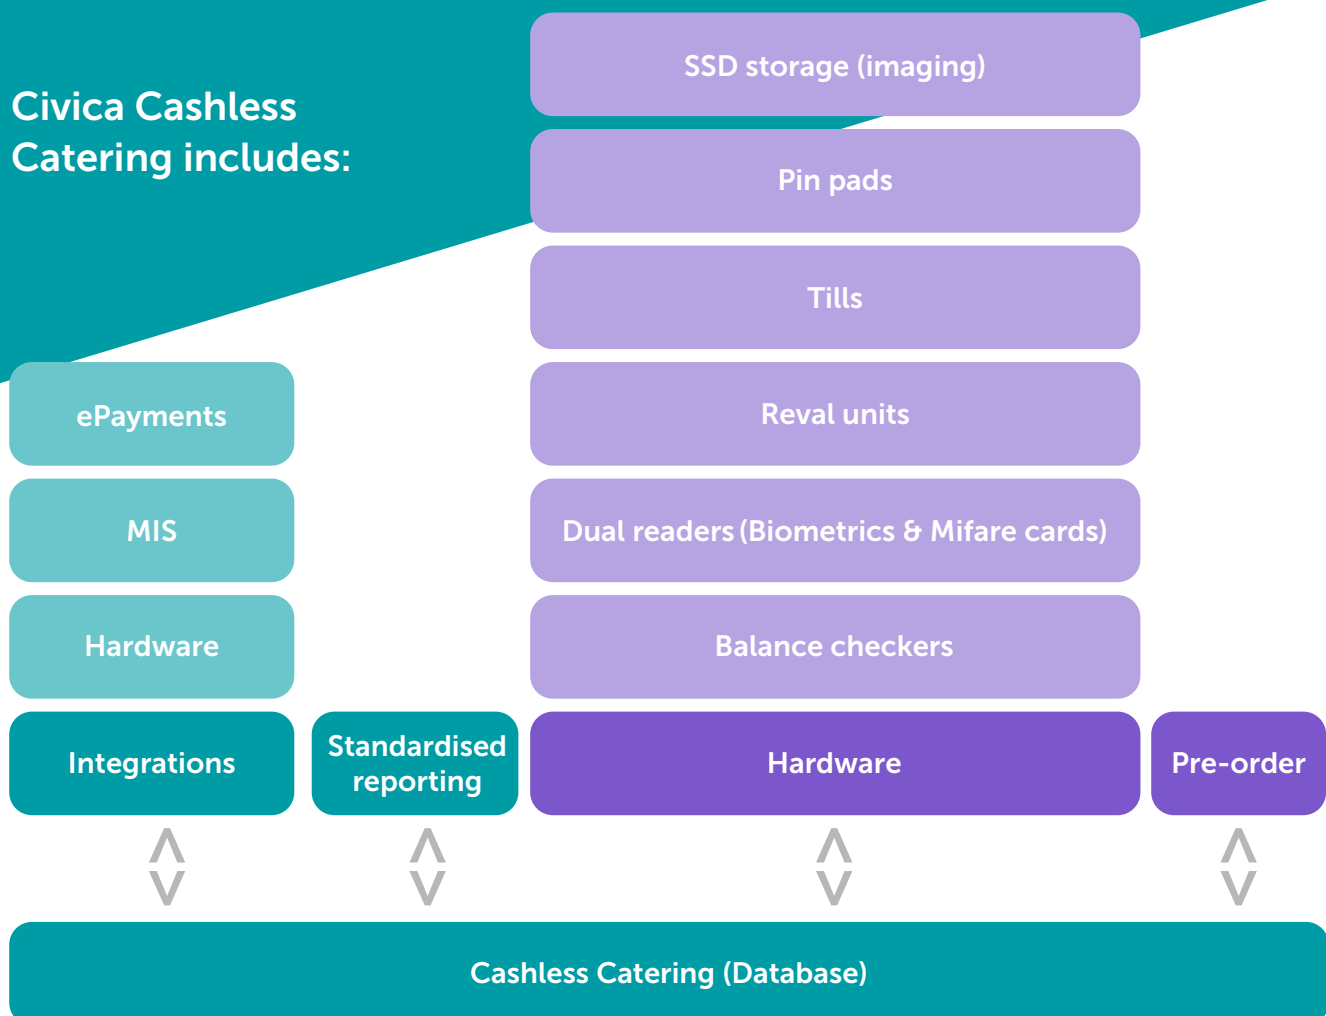 Civica Cashless
Catering includes:
SSD storage (imaging)
Pin pads
Tills
ePayments
Reval units
MIS
Dual readers (Biometrics & Mifare cards)
Hardware
Balance checkers
Integrations
Standardised
reporting
Hardware
Pre-order
Cashless Catering (Database)